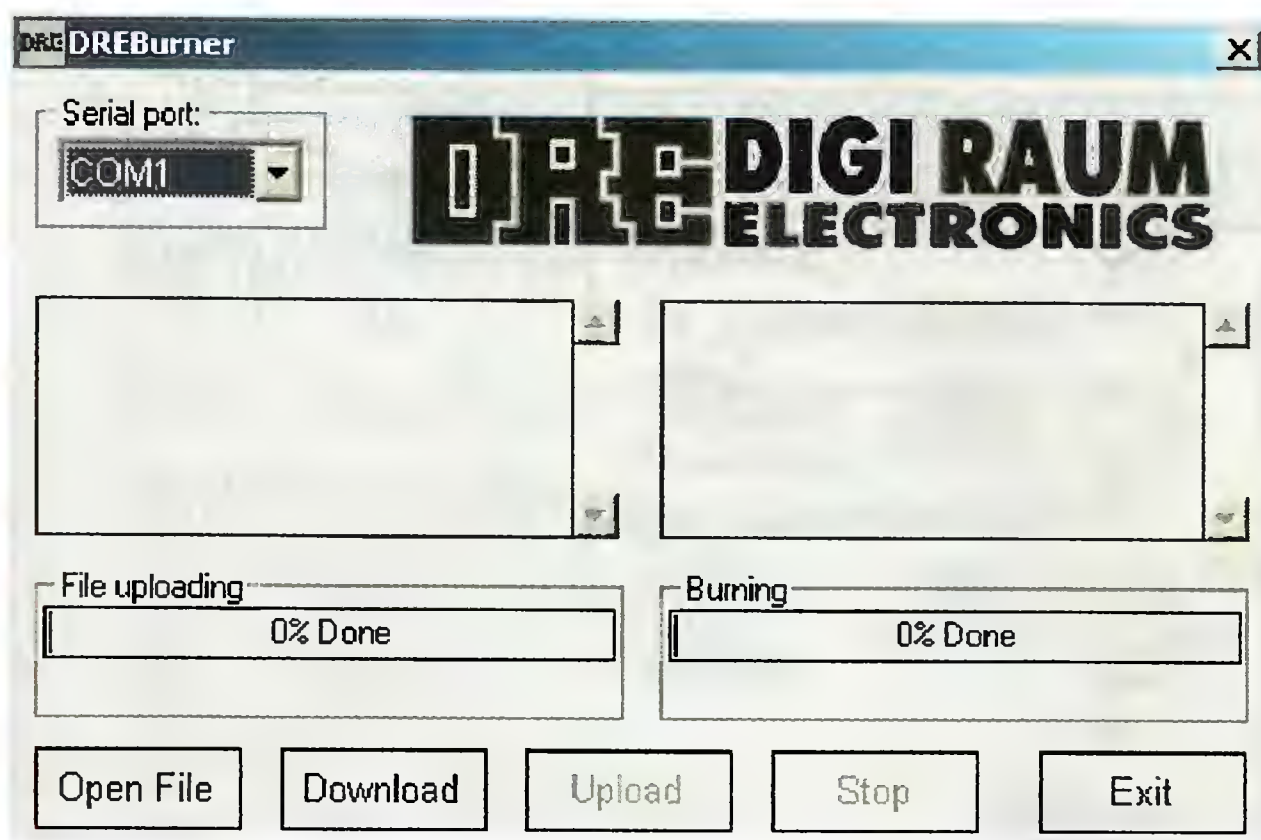 DRE DREBurner X
Serial port:
COM1
DRE DIGI RAUM
ELECTRONICS
File uploading
0% Done
Burning
0% Done
Open File
Download
Upload
Stop
Exit